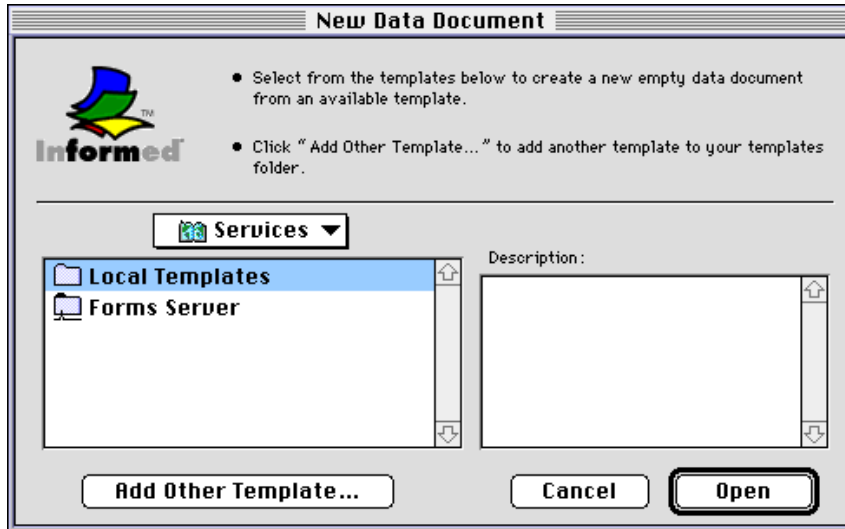 New Data Document
• Select from the templates below to create a new empty data document
from an available template.
TM
Informed
• Click "Add Other Template..." to add another template to your templates
folder.
Services
Local Templates
Forms Server
Description:
Add Other Template...
Cancel
Open